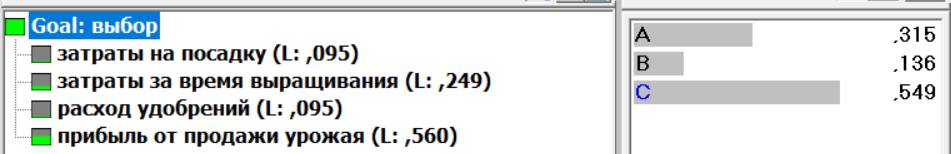 Goal: выбор
затраты на посадку (L: ,095)
затраты за время выращивания (L: ,249)
расход удобрений (L: ,095)
прибыль от продажи урожая (L: ,560)
A ,315
B ,136
C ,549